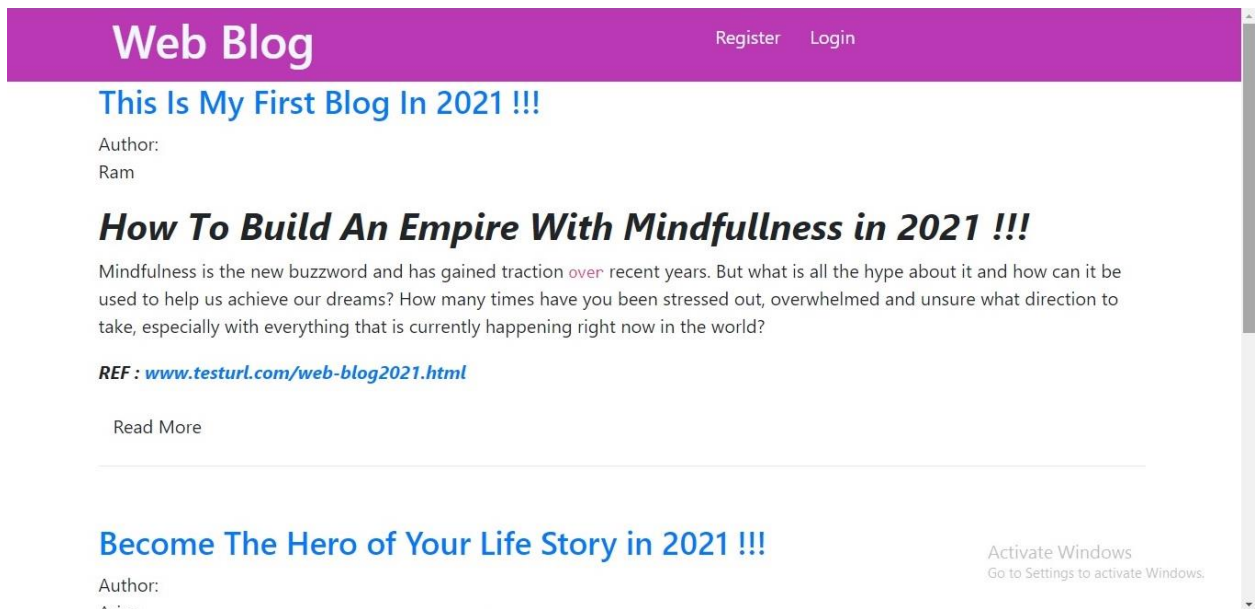 Web Blog
Register Login
This Is My First Blog In 2021 !!!
Author:
Ram
How To Build An Empire With Mindfullness in 2021 !!!
Mindfulness is the new buzzword and has gained traction over recent years. But what is all the hype about it and how can it be
used to help us achieve our dreams? How many times have you been stressed out, overwhelmed and unsure what direction to
take, especially with everything that is currently happening right now in the world?
REF : www.testurl.com/web-blog2021.html
Read More
Become The Hero of Your Life Story in 2021 !!!
Author:
Activate Windows
Go to Settings to activate Windows.